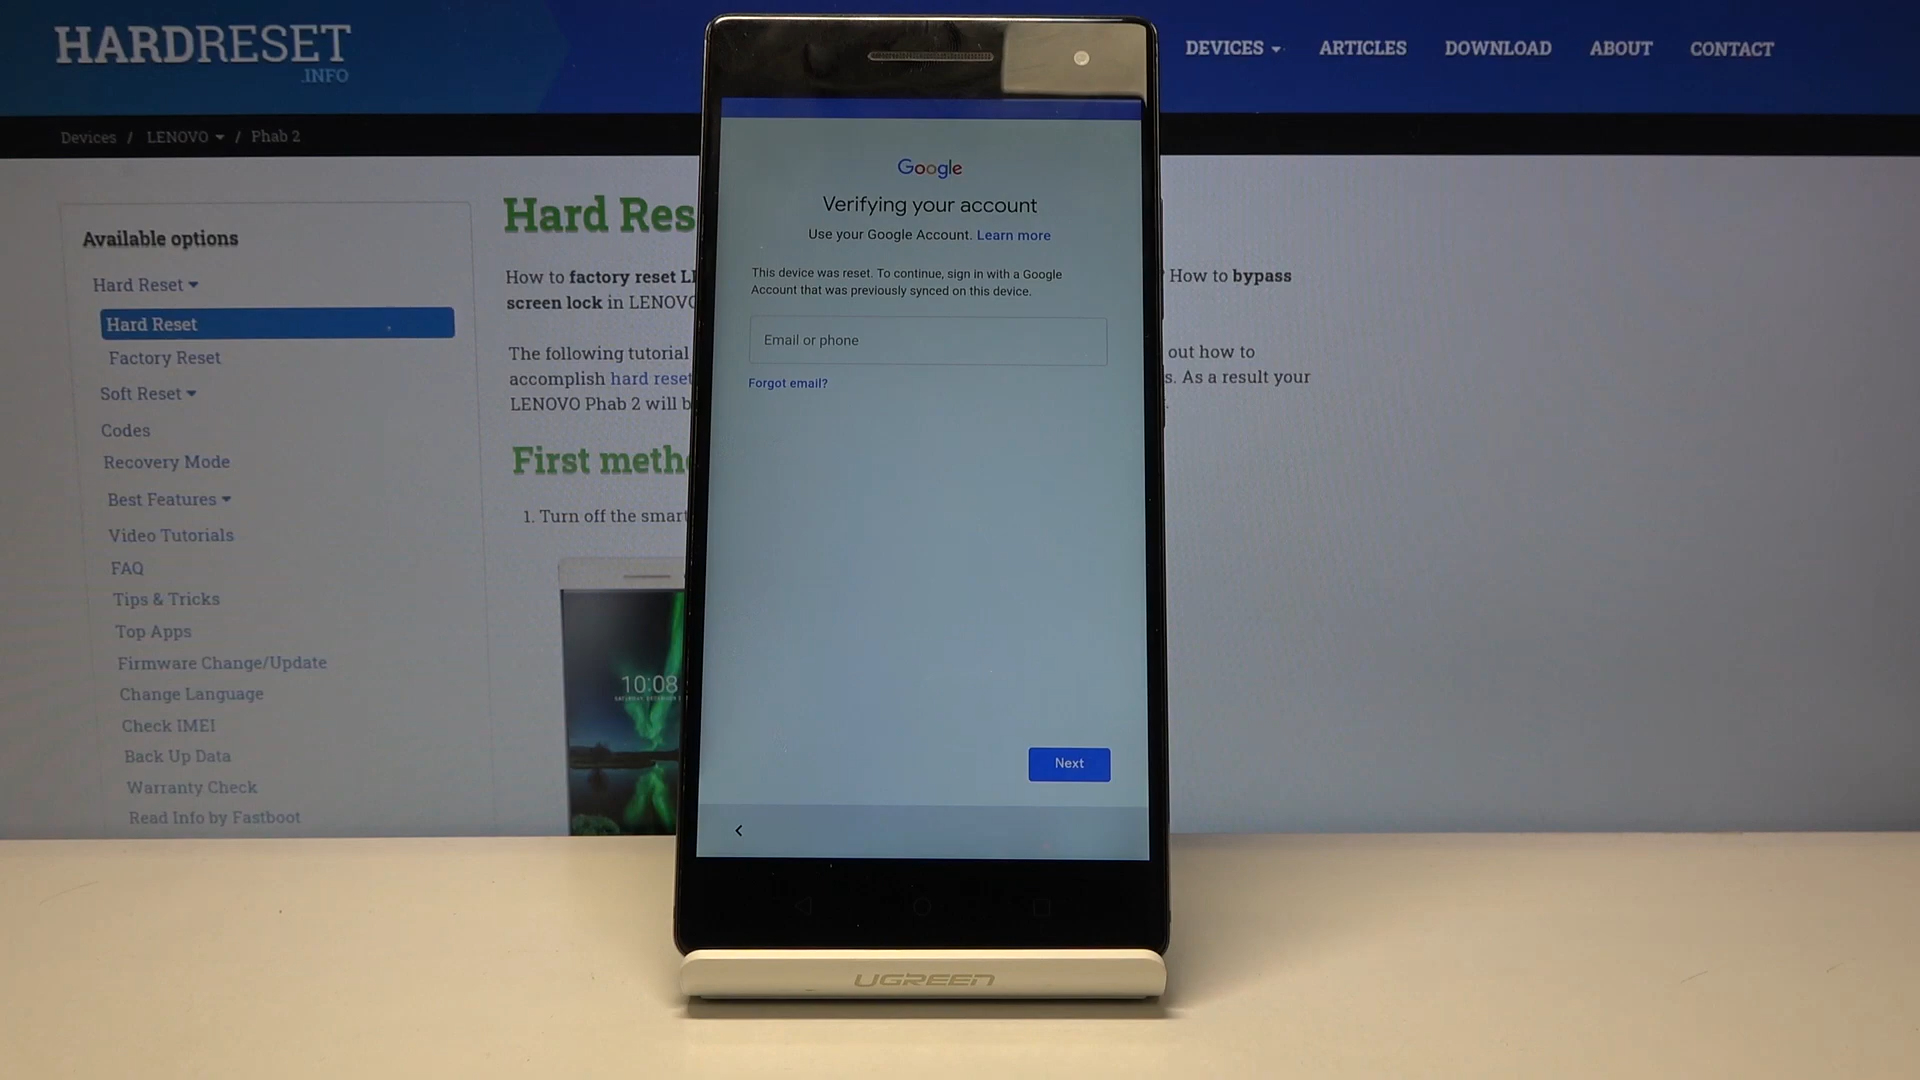 HARDRESET
.INFO
DEVICES
ARTICLES
DOWNLOAD
ABOUT
CONTACT
Devices / LENOVO / Phab 2
Available options
Hard Reset
Hard Reset
Factory Reset
Soft Reset
Codes
Recovery Mode
Best Features
Video Tutorials
FAQ
Tips & Tricks
Top Apps
Firmware Change/Update
Change Language
Check IMEI
Back Up Data
Warranty Check
Read Info by Fastboot
Hard Res
How to factory reset L
? How to bypass
screen lock in LENOVO
The following tutorial
out how to
accomplish hard reset
s. As a result your
LENOVO Phab 2 will b
First meth
1. Turn off the smart
10:08
Google
Verifying your account
Use your Google Account. Learn more
This device was reset. To continue, sign in with a Google
Account that was previously synced on this device.
Email or phone
Forgot email?
Next
UGREEN